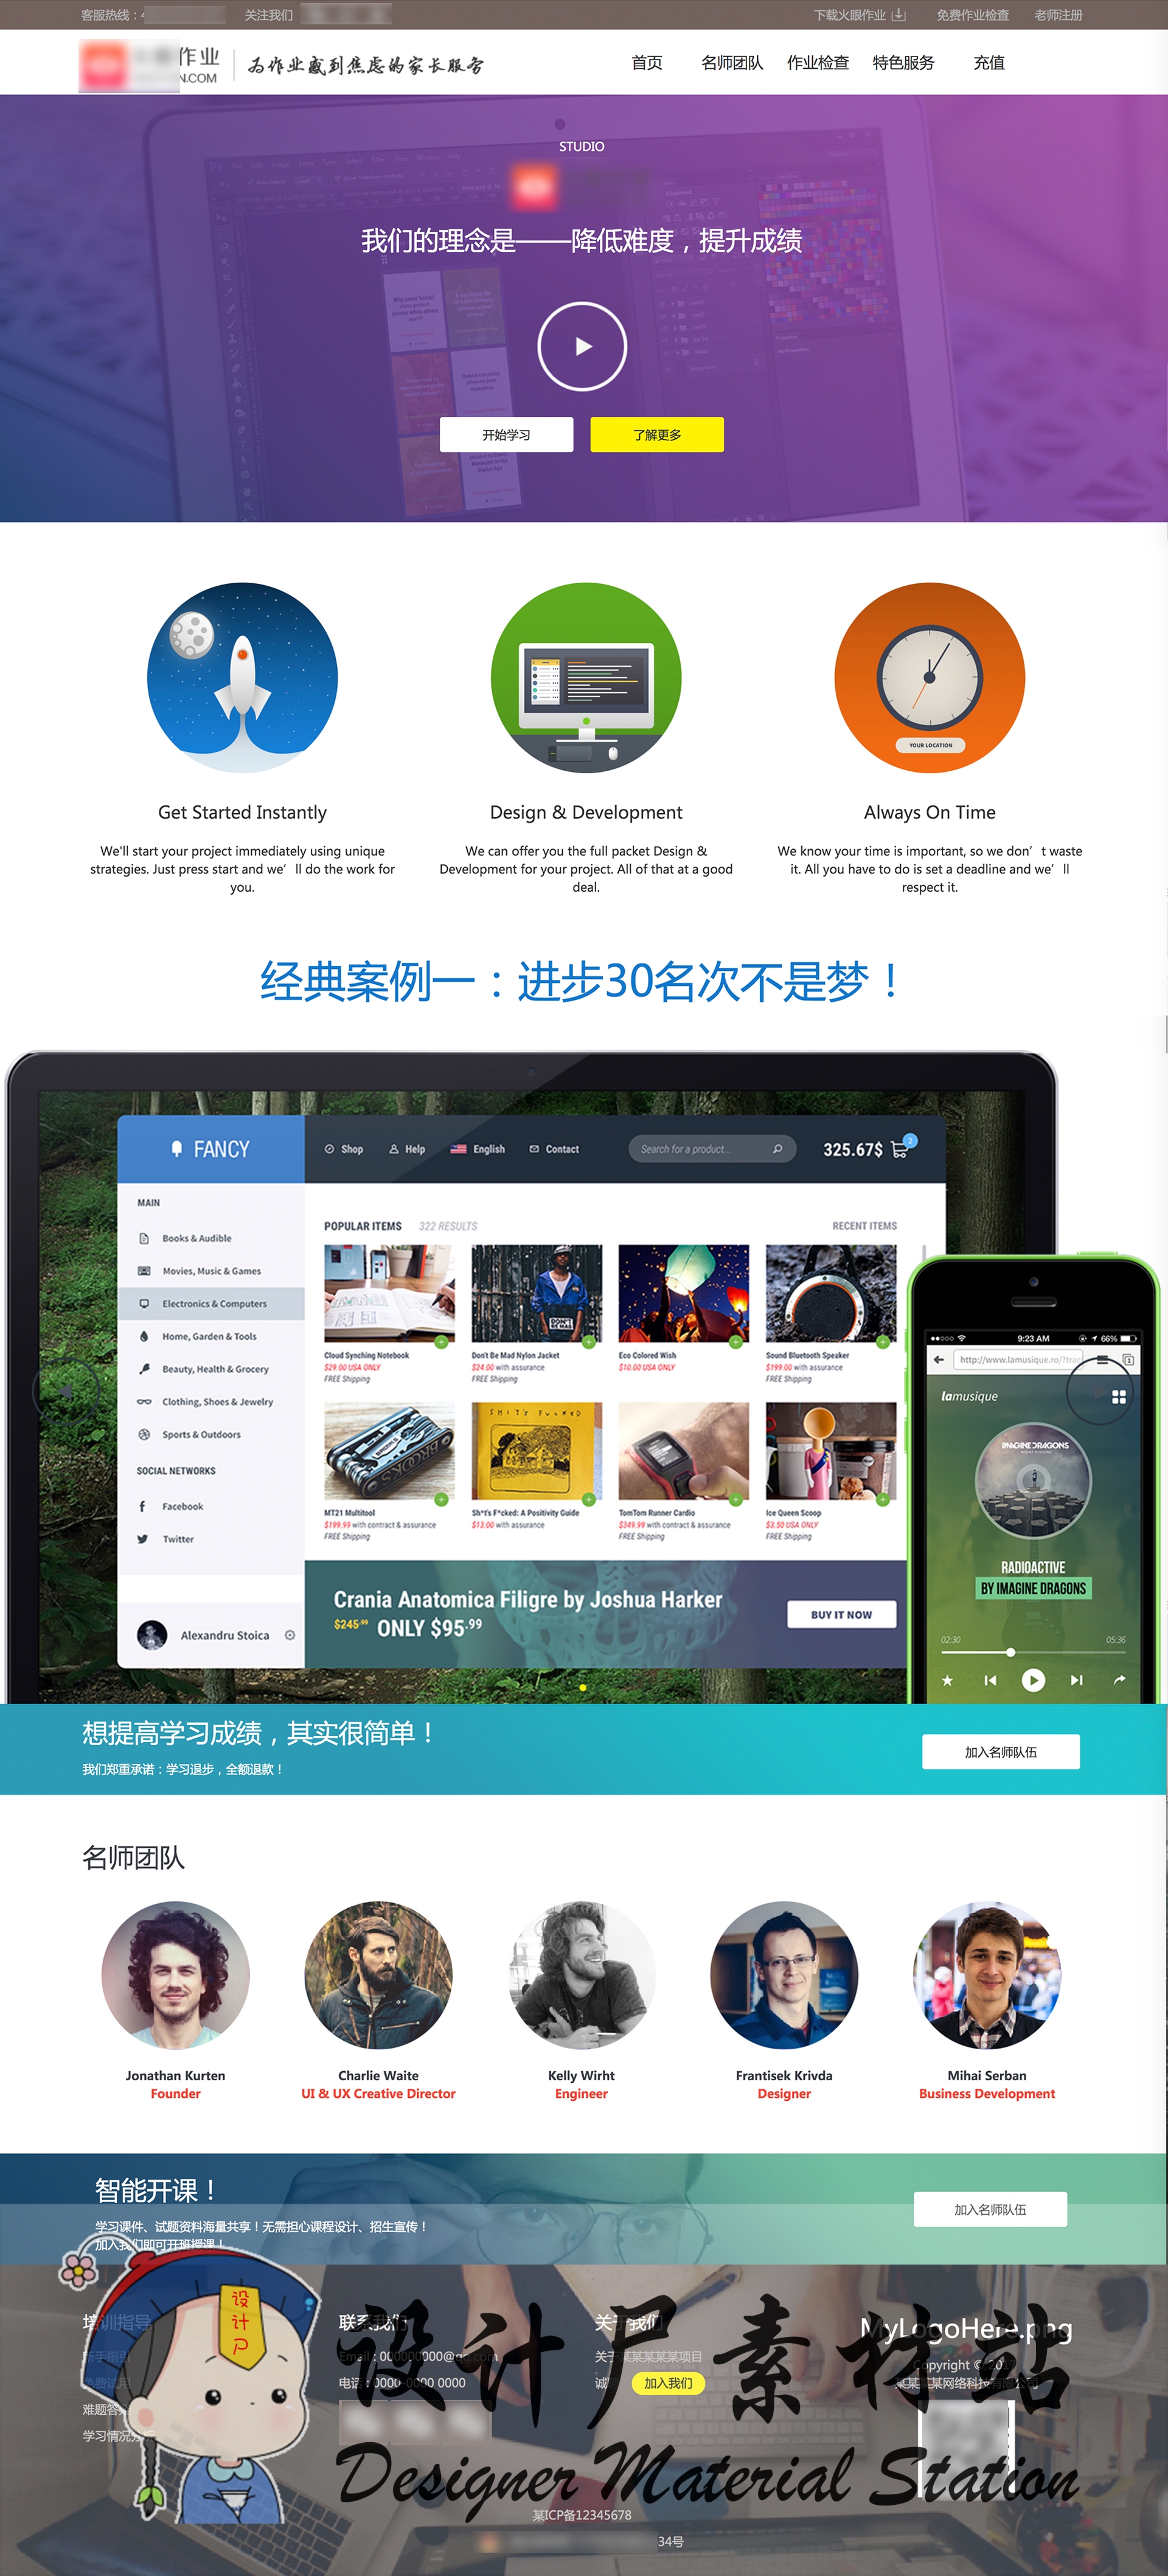 客服热线：
关注我们
下载火眼作业
免费作业检查
老师注册
作业
N.COM
为作业感到焦虑的家长服务
首页
名师团队
作业检查
特色服务
充值
STUDIO
我们的理念是——降低难度，提升成绩
开始学习
了解更多
YOUR LOCATION
Get Started Instantly
Design & Development
Always On Time
We'll start your project immediately using unique
strategies. Just press start and we’ll do the work for
you.
We can offer you the full packet Design &
Development for your project. All of that at a good
deal.
We know your time is important, so we don’t waste
it. All you have to do is set a deadline and we’ll
respect it.
经典案例一：进步30名次不是梦！
FANCY
Shop
Help
English
Contact
Search for a product...
325.67$
2
MAIN
Books & Audible
Movies, Music & Games
Electronics & Computers
Home, Garden & Tools
Beauty, Health & Grocery
Clothing, Shoes & Jewelry
Sports & Outdoors
SOCIAL NETWORKS
Facebook
Twitter
Alexandru Stoica
POPULAR ITEMS
322 RESULTS
RECENT ITEMS
Cloud Synching Notebook
$29.00 USA ONLY
FREE Shipping
Don't Be Mad Nylon Jacket
$24.00 with assurance
FREE Shipping
Eco Colored Wish
$10.00 USA ONLY
Sound Bluetooth Speaker
$199.00 with assurance
FREE Shipping
MT21 Multitool
$199.99 with contract & assurance
FREE Shipping
Sh*t's F*cked: A Positivity Guide
$13.00 with assurance
TomTom Runner Cardio
$349.99 with contract & assurance
FREE Shipping
Ice Queen Scoop
$3.50 USA ONLY
FREE Shipping
Crania Anatomica Filigre by Joshua Harker
$245.99 ONLY $95.99
BUY IT NOW
9:23 AM
66%
http://www.lamusique.ro/?trac
1
lamusique
IMAGINE DRAGONS
RADIOACTIVE
BY IMAGINE DRAGONS
02:30
05:36
想提高学习成绩，其实很简单！
我们郑重承诺：学习退步，全额退款！
加入名师队伍
名师团队
Jonathan Kurten
Founder
Charlie Waite
UI & UX Creative Director
Kelly Wirht
Engineer
Frantisek Krivda
Designer
Mihai Serban
Business Development
智能开课！
学习课件、试题资料海量共享！无需担心课程设计、招生宣传！
加入我们即可开班授课！
加入名师队伍
培训指导
新手指引
免费试用
难题答
学习情况分析
设计尸
联系我们
Email：000000000@qq.com
电话：0000-0000 0000
关于我们
关于某某某某某项目
诚
加入我们
MyLogoHere.png
Copyright © 20
某某某某网络科技有限公司
设计尸素材站
Designer Material Station
某ICP备12345678
34号